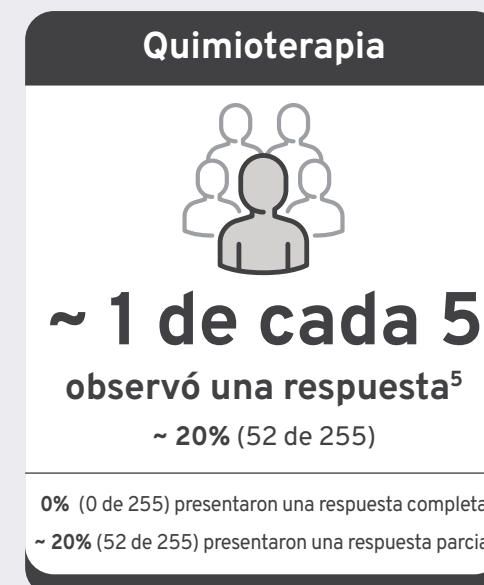 Quimioterapia
~ 1 de cada 5
observó una respuesta⁵
~ 20% (52 de 255)
0% (0 de 255) presentaron una respuesta completa
~ 20% (52 de 255) presentaron una respuesta parcia